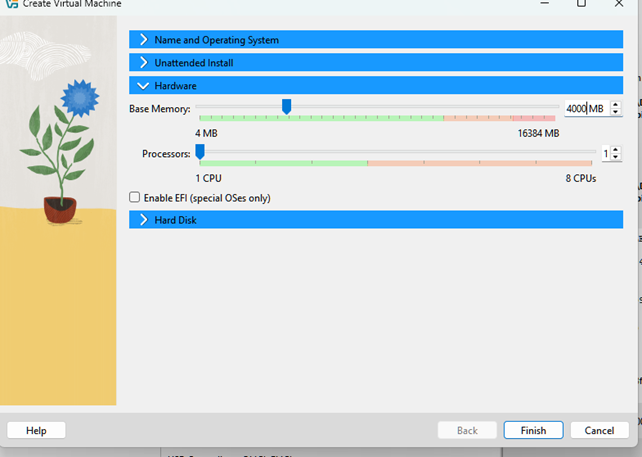 Create Virtual Machine
Name and Operating System
Unattended Install
Hardware
Base Memory: 4000 MB
4 MB 16384 MB
Processors: 1
1 CPU 8 CPUs
Enable EFI (special OSes only)
Hard Disk
Help Back Finish Cancel